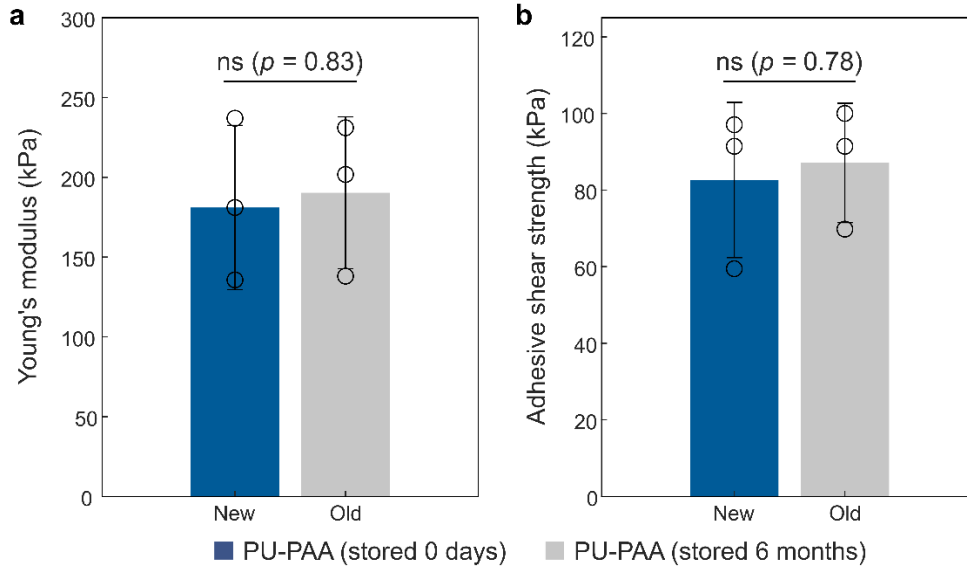 a
Young's modulus (kPa)
300
250
200
150
100
50
0
ns (p = 0.83)
New
Old
b
Adhesive shear strength (kPa)
120
100
80
60
40
20
0
ns (p = 0.78)
New
Old
PU-PAA (stored 0 days)
PU-PAA (stored 6 months)